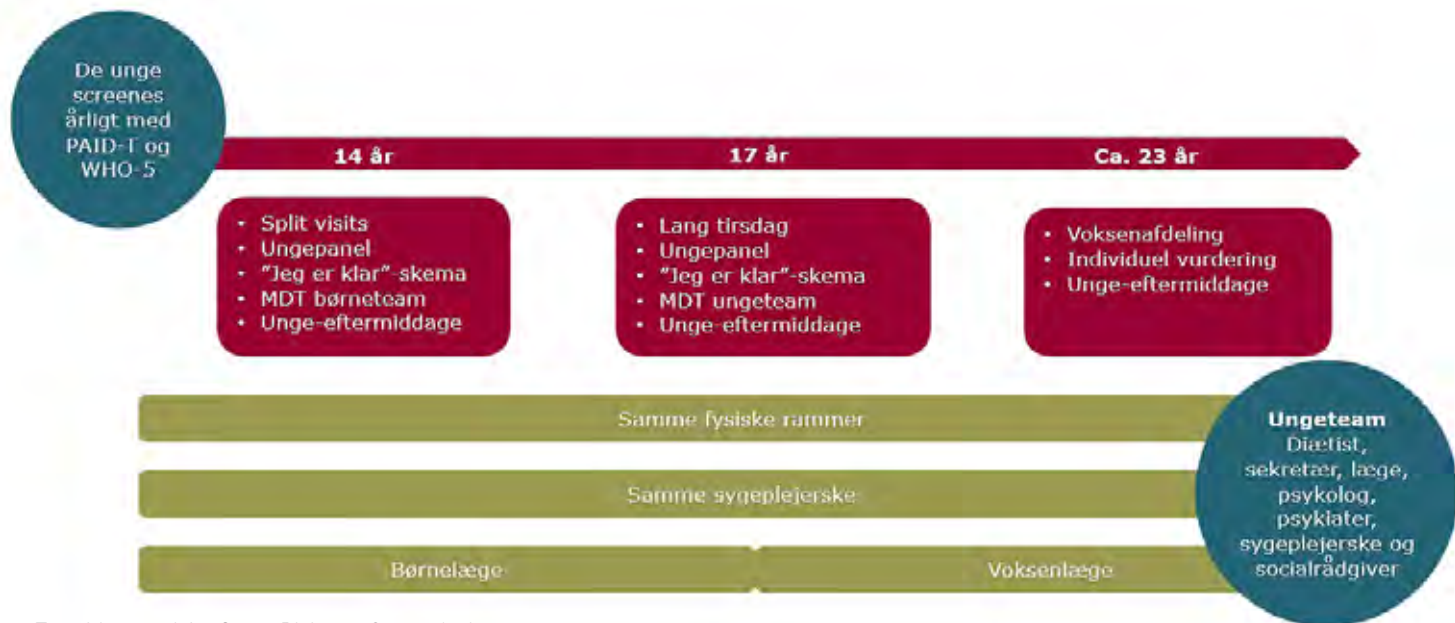 De unge
screenes
årligt med
PAID-T og
WHO-5
14 år
17 år
Ca. 23 år
• Split visits
• Ungepanel
• "Jeg er klar"-skema
• MDT børneteam
• Unge-eftermiddage
• Lang tirsdag
• Ungepanel
• "Jeg er klar"-skema
• MDT ungeteam
• Unge-eftermiddage
• Voksenafdeling
• Individuel vurdering
• Unge-eftermiddage
Samme fysiske rammer
Samme sygeplejerske
Børnelæge
Voksenlæge
Ungeteam
Diætist,
sekretær, læge,
psykolog,
psykiater,
sygeplejerske og
socialrådgiver